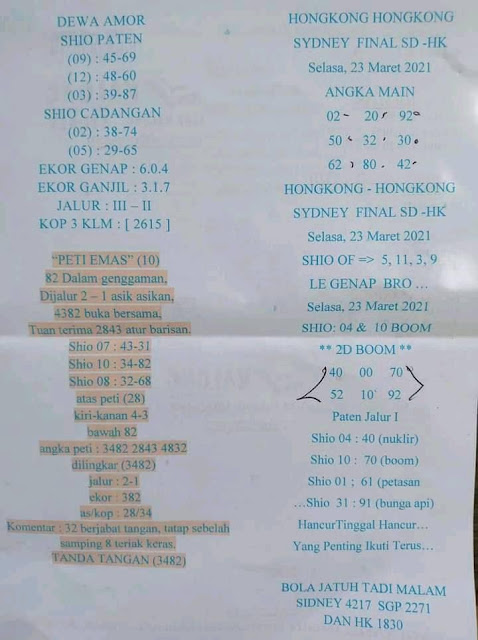 DEWA AMOR
SHIO PATEN
(09) : 45-69
(12) : 48-60
(03) : 39-87
SHIO CADANGAN
(02) : 38-74
(05) : 29-65
EKOR GENAP : 6.0.4
EKOR GANJIL : 3.1.7
JALUR : III – II
KOP 3 KLM : [ 2615 ]
“PETI EMAS” (10)
82 Dalam genggaman,
Dijalur 2 – 1 asik asikan,
4382 buka bersama,
Tuan terima 2843 atur barisan.
Shio 07 : 43-31
Shio 10 : 34-82
Shio 08 : 32-68
atas peti (28)
kiri-kanan 4-3
bawah 82
angka peti : 3482 2843 4832
dilingkar (3482)
jalur : 2-1
ekor : 382
as/kop : 28/34
Komentar : 32 berjabat tangan, tatap sebelah
samping 8 teriak keras.
TANDA TANGAN (3482)
HONGKONG HONGKONG
SYDNEY FINAL SD -HK
Selasa, 23 Maret 2021
ANGKA MAIN
02 20 92
50 32 30
62 80 42
HONGKONG - HONGKONG
SYDNEY FINAL SD -HK
Selasa, 23 Maret 2021
SHIO OF => 5, 11, 3, 9
LE GENAP BRO …
Selasa, 23 Maret 2021
SHIO: 04 & 10 BOOM
** 2D BOOM **
40 00 70
52 10 92
Paten Jalur I
Shio 04 : 40 (nuklir)
Shio 10 : 70 (boom)
Shio 01 ; 61 (petasan
…Shio 31 : 91 (bunga api)
HancurTinggal Hancur…
Yang Penting Ikuti Terus…
BOLA JATUH TADI MALAM
SIDNEY 4217 SGP 2271
DAN HK 1830